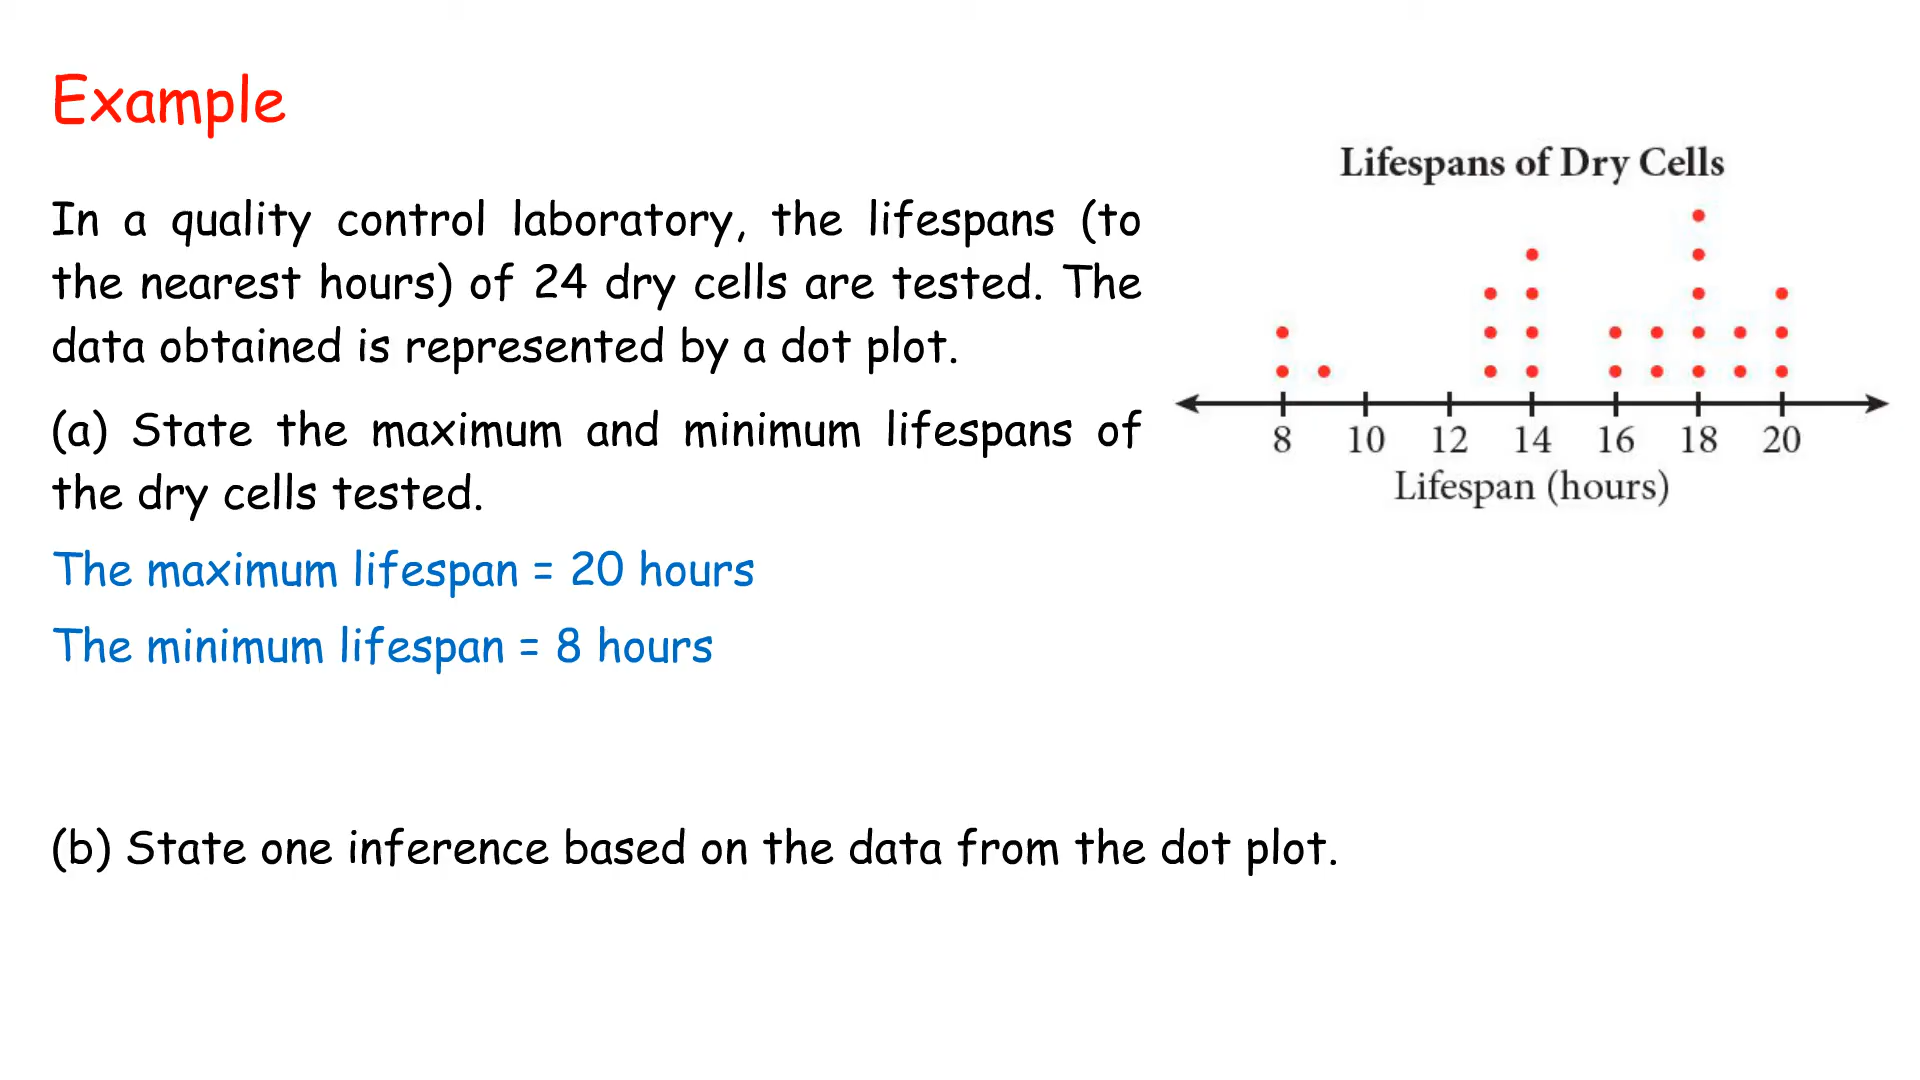 Example
In a quality control laboratory, the lifespans (to
the nearest hours) of 24 dry cells are tested. The
data obtained is represented by a dot plot.
(a) State the maximum and minimum lifespans of
the dry cells tested.
The maximum lifespan = 20 hours
The minimum lifespan = 8 hours
(b) State one inference based on the data from the dot plot.
Lifespans of Dry Cells
8 10 12 14 16 18 20
Lifespan (hours)